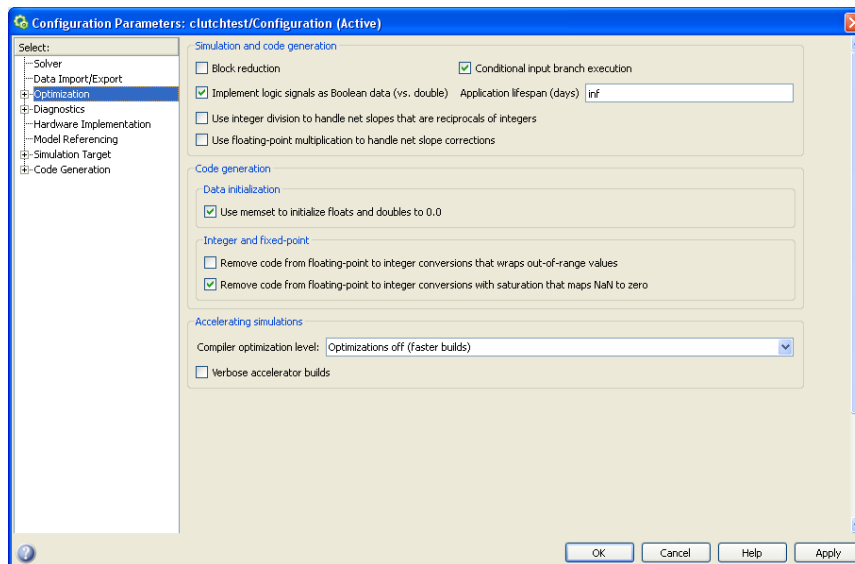 Configuration Parameters: clutchtest/Configuration (Active)
Select:
Solver
Data Import/Export
Optimization
Diagnostics
Hardware Implementation
Model Referencing
Simulation Target
Code Generation
Simulation and code generation
Block reduction
Conditional input branch execution
Implement logic signals as Boolean data (vs. double)
Application lifespan (days)
inf
Use integer division to handle net slopes that are reciprocals of integers
Use floating-point multiplication to handle net slope corrections
Code generation
Data initialization
Use memset to initialize floats and doubles to 0.0
Integer and fixed-point
Remove code from floating-point to integer conversions that wraps out-of-range values
Remove code from floating-point to integer conversions with saturation that maps NaN to zero
Accelerating simulations
Compiler optimization level:
Optimizations off (faster builds)
Verbose accelerator builds
OK
Cancel
Help
Apply